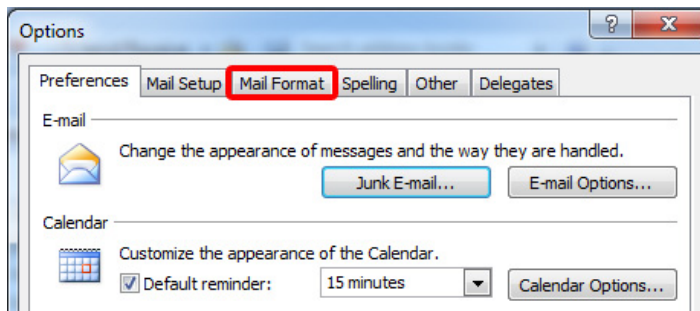 Options
Preferences Mail Setup Mail Format Spelling Other Delegates
E-mail
Change the appearance of messages and the way they are handled.
Junk E-mail... E-mail Options...
Calendar
Customize the appearance of the Calendar.
Default reminder: 15 minutes Calendar Options...